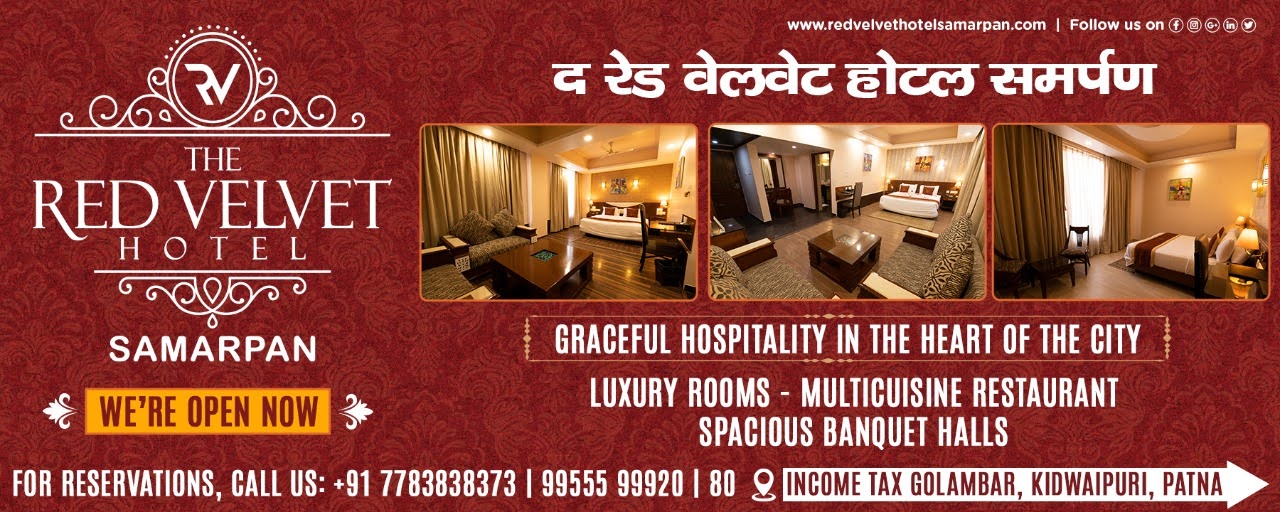 www.redvelvethotelsamarpan.com | Follow us on
द रेड वेलवेट होटल समर्पण
RV
THE
RED VELVET
HOTEL
SAMARPAN
WE'RE OPEN NOW
GRACEFUL HOSPITALITY IN THE HEART OF THE CITY
LUXURY ROOMS - MULTICUISINE RESTAURANT
SPACIOUS BANQUET HALLS
FOR RESERVATIONS, CALL US: +91 7783838373 | 99555 99920 | 80
INCOME TAX GOLAMBAR, KIDWAIPURI, PATNA